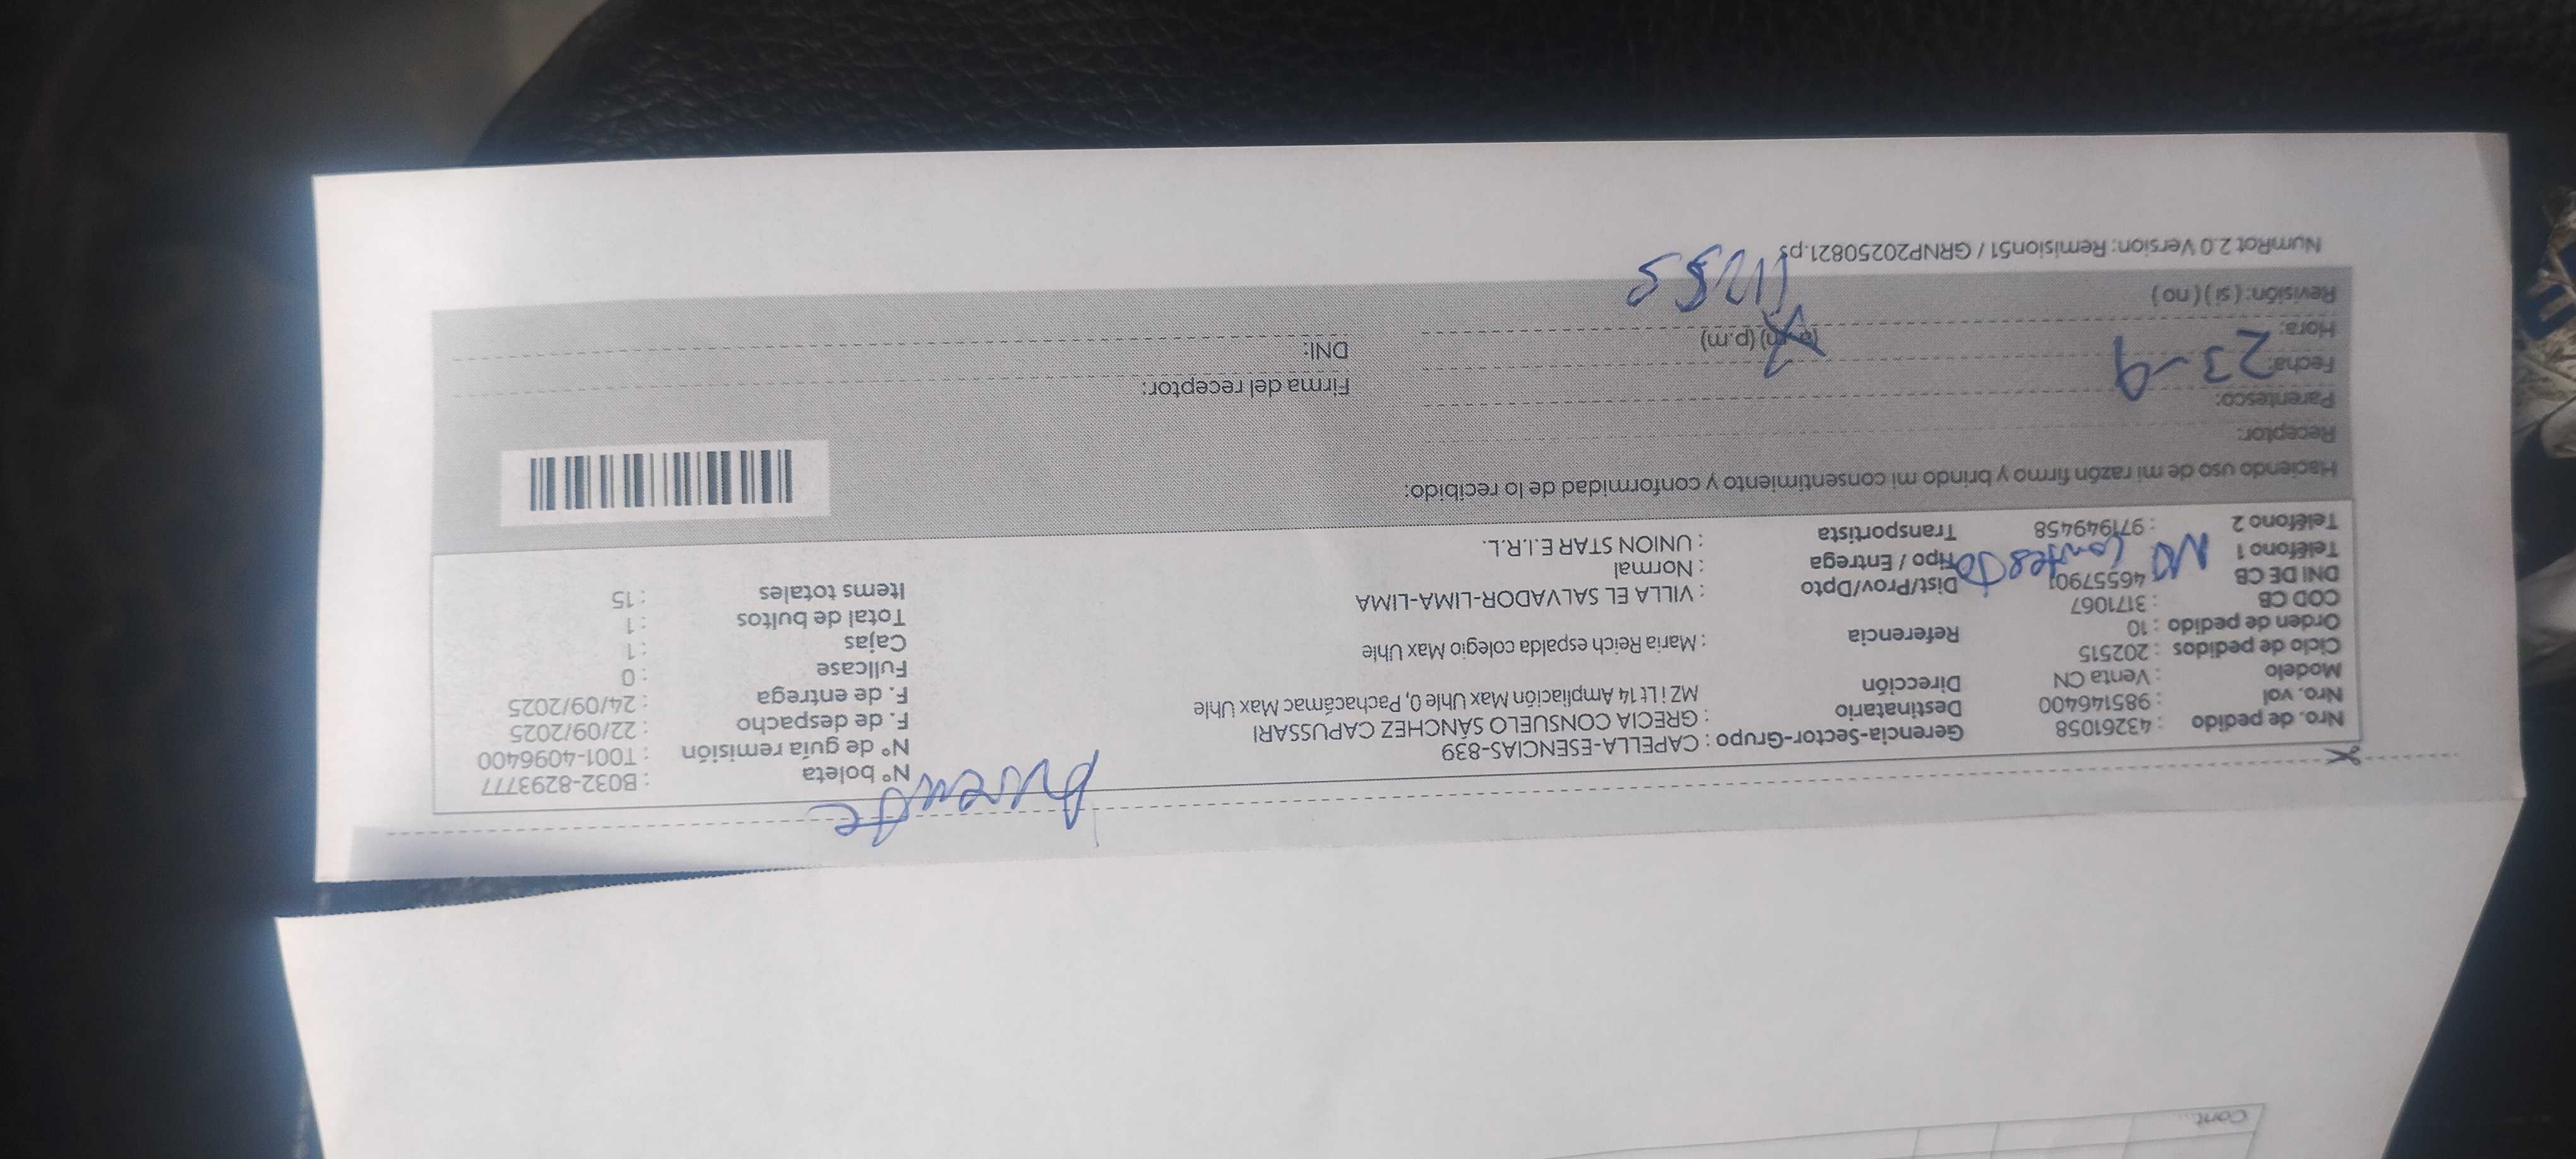 Ausente
Nro. de pedido : 43261058
Nro. vol : 985146400
Modelo : Venta CN
Ciclo de pedidos : 202515
Orden de pedido : 10
COD CB : 3171067
DNI DE CB : 46557901
Teléfono 1
No contesto
Teléfono 2 : 971949458
Gerencia-Sector-Grupo : CAPELLA-ESENCIAS-839
Destinatario : GRECIA CONSUELO SÁNCHEZ CAPUSSARI
Dirección MZ i Lt 14 Ampliación Max Uhle 0, Pachacámac Max Uhle
Referencia : Maria Reich espalda colegio Max Uhle
Dist/Prov/Dpto : VILLA EL SALVADOR-LIMA-LIMA
Tipo / Entrega : Normal
Transportista : UNION STAR E.I.R.L.
N° boleta : B032-8293777
N° de guía remisión : T001-4096400
F. de despacho : 22/09/2025
F. de entrega : 24/09/2025
Fullcase : 0
Cajas : 1
Total de bultos : 1
Items totales : 15
Haciendo uso de mi razón firmo y brindo mi consentimiento y conformidad de lo recibido:
Receptor:
Parentesco:
Fecha: 23-9
Hora: (a.m) (p.m)
Revisión: ( si ) ( no )
Firma del receptor:
DNI:
NumRot 2.0 Version: Remision51 / GRNP20250821.ps
Cont...